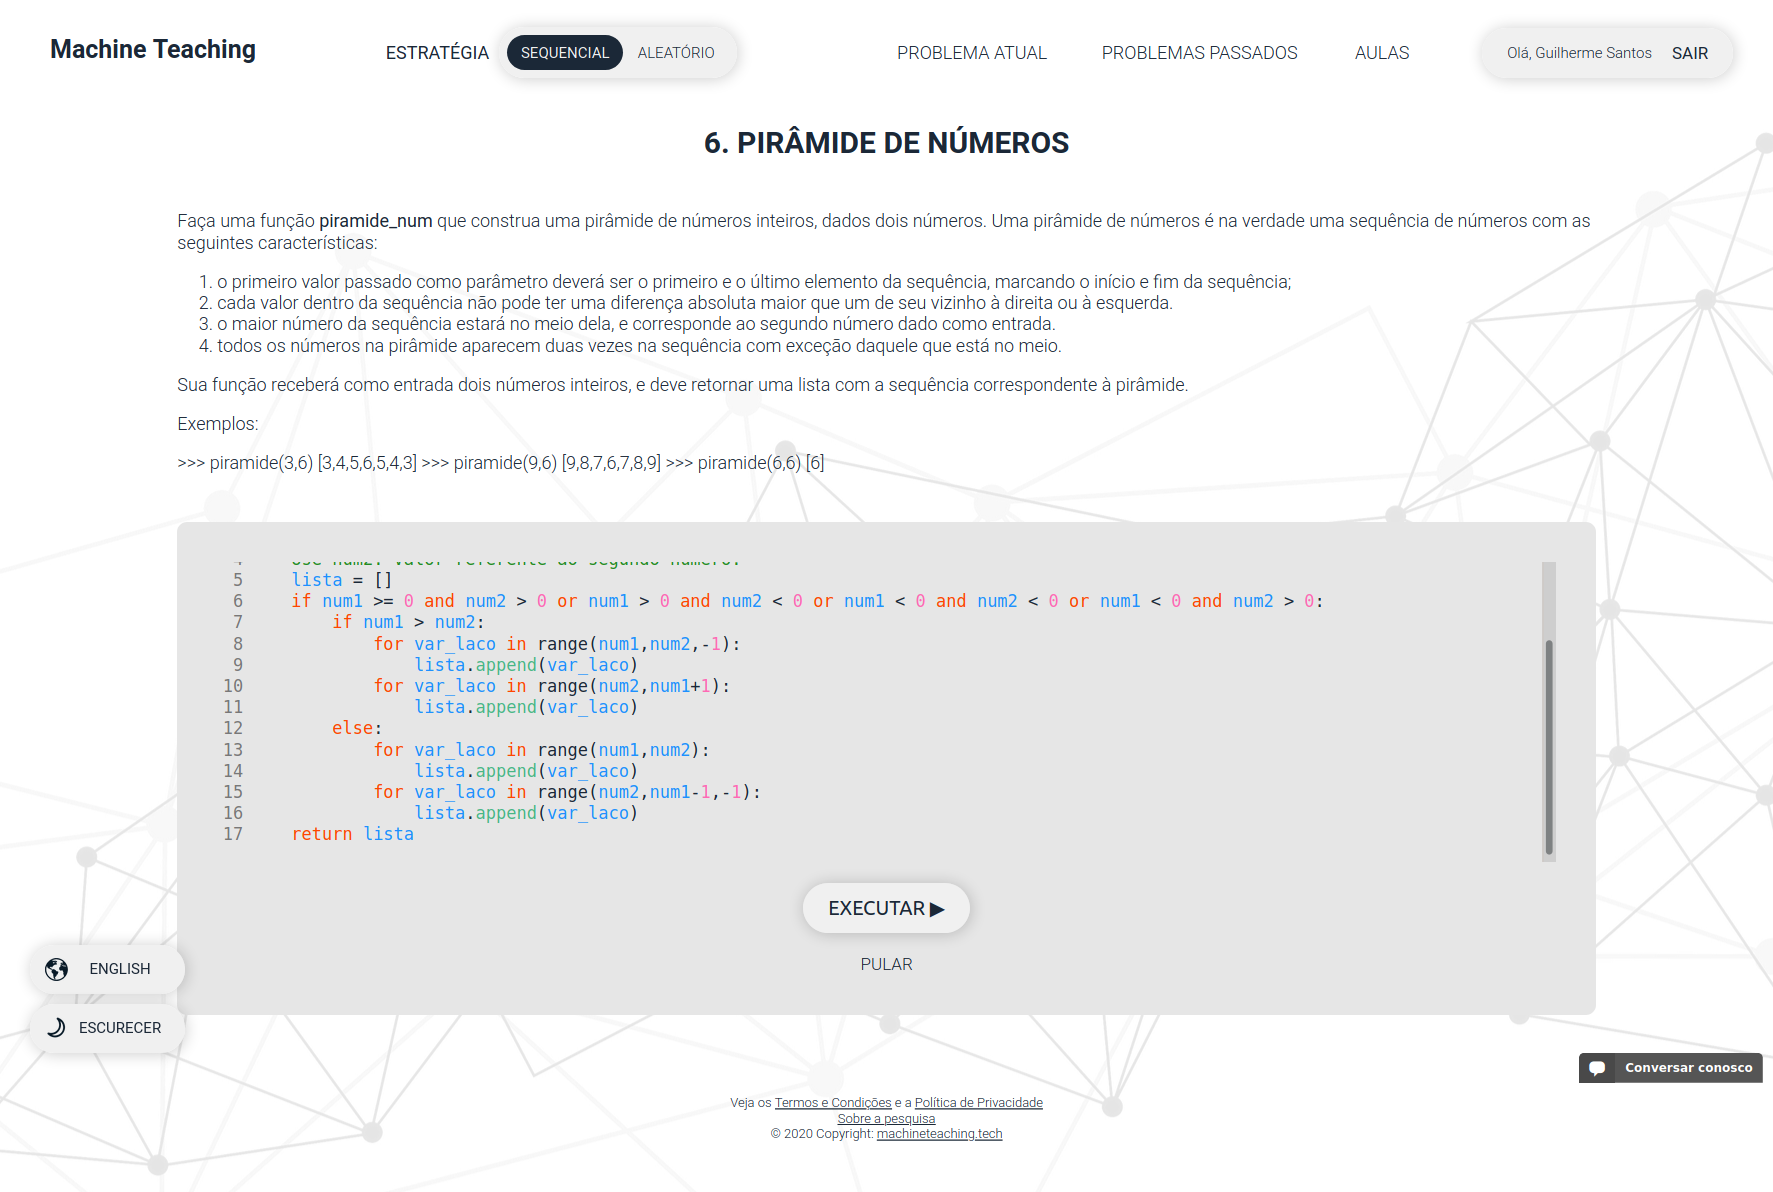 Machine Teaching
ESTRATÉGIA SEQUENCIAL ALEATÓRIO PROBLEMA ATUAL PROBLEMAS PASSADOS AULAS Olá, Guilherme Santos SAIR
6. PIRÂMIDE DE NÚMEROS
Faça uma função piramide_num que construa uma pirâmide de números inteiros, dados dois números. Uma pirâmide de números é na verdade uma sequência de números com as
seguintes características:
1. o primeiro valor passado como parâmetro deverá ser o primeiro e o último elemento da sequência, marcando o início e fim da sequência;
2. cada valor dentro da sequência não pode ter uma diferença absoluta maior que um de seu vizinho à direita ou à esquerda.
3. o maior número da sequência estará no meio dela, e corresponde ao segundo número dado como entrada.
4. todos os números na pirâmide aparecem duas vezes na sequência com exceção daquele que está no meio.
Sua função receberá como entrada dois números inteiros, e deve retornar uma lista com a sequência correspondente à pirâmide.
Exemplos:
>>> piramide(3,6) [3,4,5,6,5,4,3] >>> piramide(9,6) [9,8,7,6,7,8,9] >>> piramide(6,6) [6]
5 lista = []
6 if num1 >= 0 and num2 > 0 or num1 > 0 and num2 < 0 or num1 < 0 and num2 < 0 or num1 < 0 and num2 > 0:
7 if num1 > num2:
8 for var_laco in range(num1,num2,-1):
9 lista.append(var_laco)
10 for var_laco in range(num2,num1+1):
11 lista.append(var_laco)
12 else:
13 for var_laco in range(num1,num2):
14 lista.append(var_laco)
15 for var_laco in range(num2,num1-1,-1):
16 lista.append(var_laco)
17 return lista
EXECUTAR ▶
PULAR
ENGLISH
ESCURECER
Conversar conosco
Veja os Termos e Condições e a Política de Privacidade
Sobre a pesquisa
© 2020 Copyright: machineteaching.tech